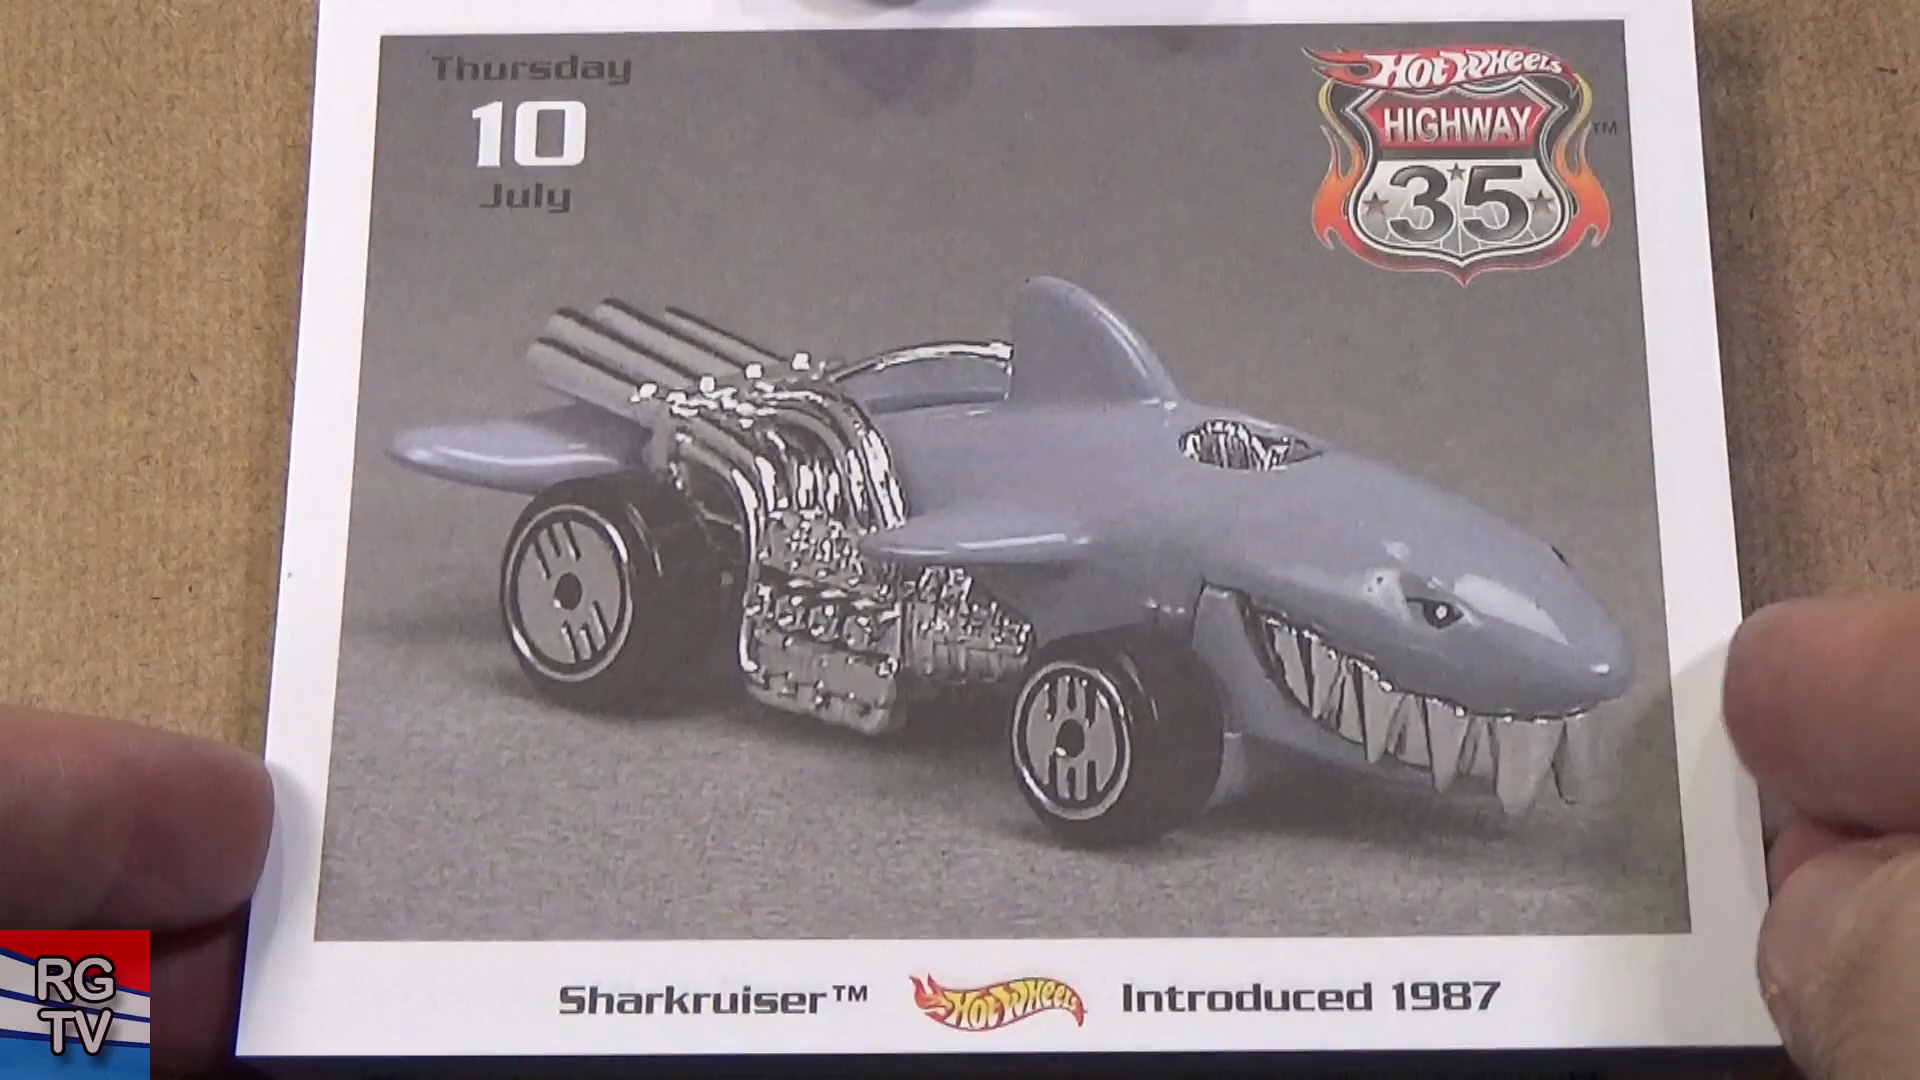 Thursday
10
July
Hot Wheels
HIGHWAY
35
TM
Sharkruiser™
Hot Wheels
Introduced 1987
RG
TV